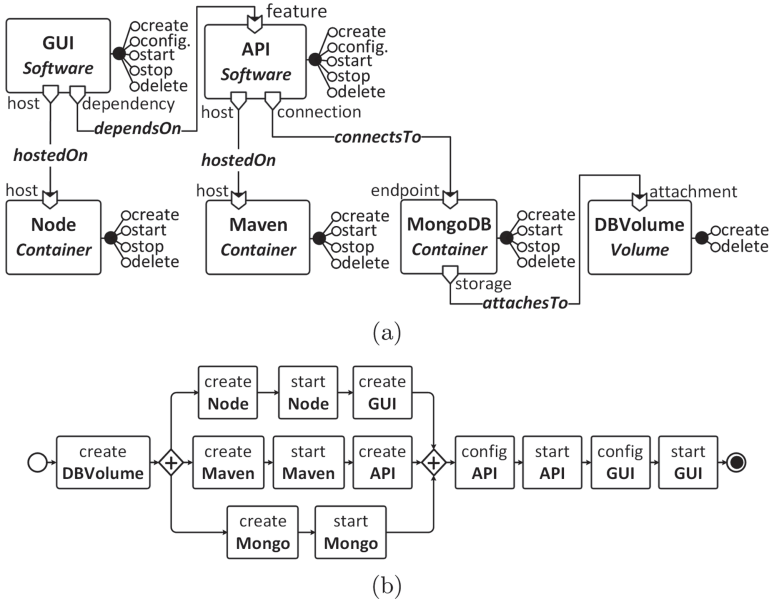 GUI
Software
create
config.
start
stop
delete
feature
API
Software
create
config.
start
stop
delete
host
dependency
dependsOn
host
connection
connectsTo
hostedOn
hostedOn
host
Node
Container
create
start
stop
delete
host
Maven
Container
create
start
stop
delete
endpoint
MongoDB
Container
create
start
stop
delete
storage
attachesTo
attachment
DBVolume
Volume
create
delete
(a)
create
Node
start
Node
create
GUI
create
DBVolume
create
Maven
start
Maven
create
API
config
API
start
API
config
GUI
start
GUI
create
Mongo
start
Mongo
(b)